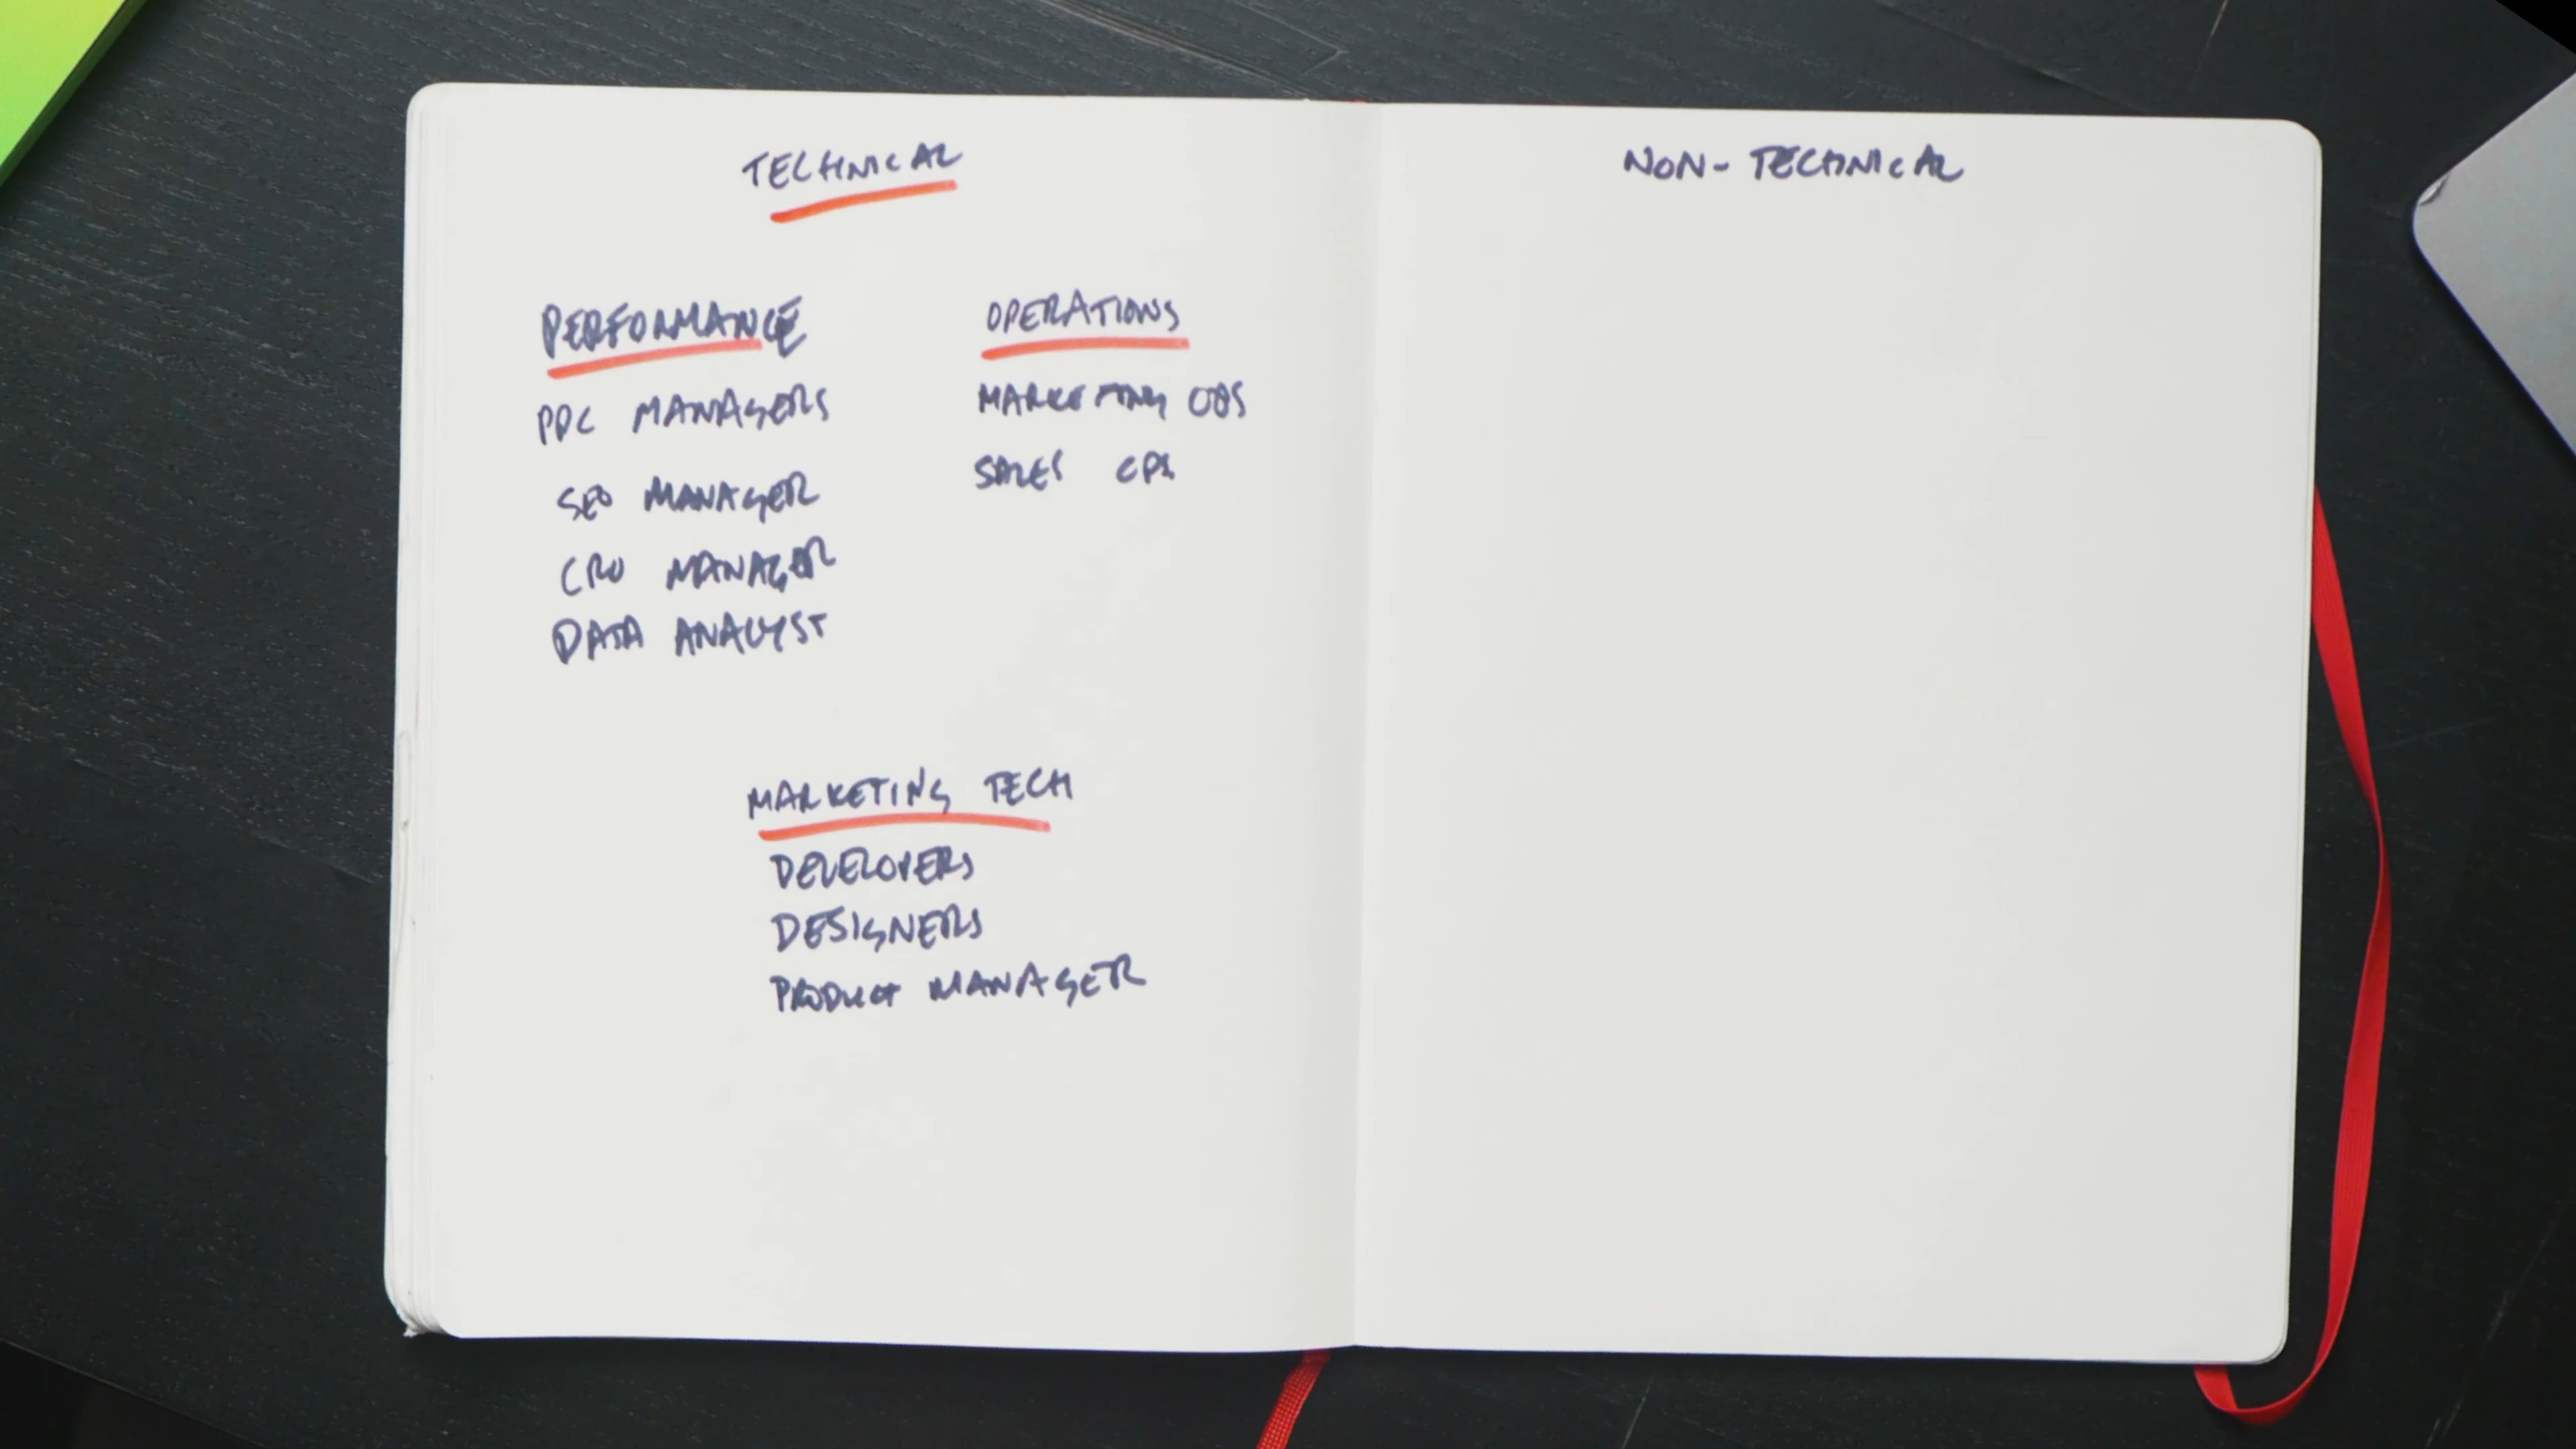 TECHNICAL
PERFORMANCE
PPC MANAGERS
SEO MANAGER
CRO MANAGER
DATA ANALYST
OPERATIONS
MARKETING OPS
SALES OPS
MARKETING TECH
DEVELOPERS
DESIGNERS
PRODUCT MANAGER
NON-TECHNICAL